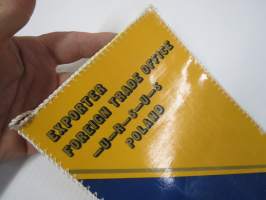 EXPORTER
FOREIGN TRADE OFFICE
—U—R—S—U—S
POLAND